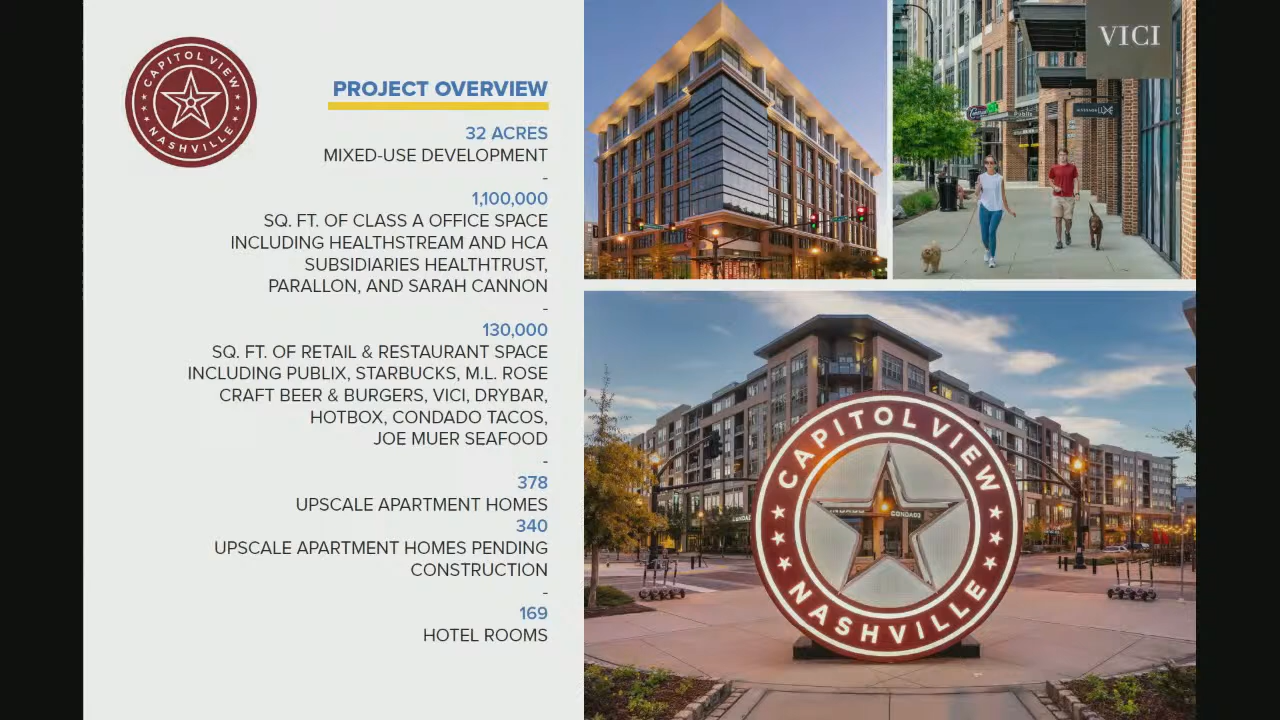 CAPITOL VIEW
NASHVILLE
PROJECT OVERVIEW
32 ACRES
MIXED-USE DEVELOPMENT
-
1,100,000
SQ. FT. OF CLASS A OFFICE SPACE
INCLUDING HEALTHSTREAM AND HCA
SUBSIDIARIES HEALTHTRUST,
PARALLON, AND SARAH CANNON
-
130,000
SQ. FT. OF RETAIL & RESTAURANT SPACE
INCLUDING PUBLIX, STARBUCKS, M.L. ROSE
CRAFT BEER & BURGERS, VICI, DRYBAR,
HOTBOX, CONDADO TACOS,
JOE MUER SEAFOOD
-
378
UPSCALE APARTMENT HOMES
340
UPSCALE APARTMENT HOMES PENDING
CONSTRUCTION
-
169
HOTEL ROOMS
VICI
Publix
CAPITOL VIEW
CONDADO
NASHVILLE